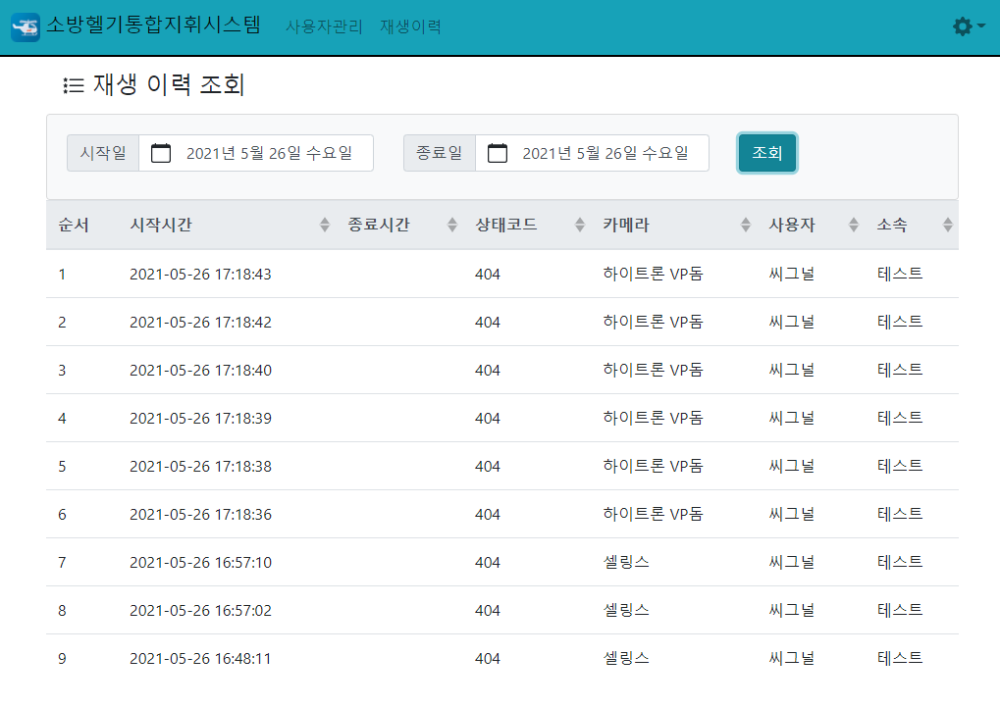 소방헬기통합지휘시스템 사용자관리 재생이력
재생 이력 조회
시작일 2021년 5월 26일 수요일 종료일 2021년 5월 26일 수요일 조회
순서 시작시간 종료시간 상태코드 카메라 사용자 소속
1 2021-05-26 17:18:43 404 하이트론 VP돔 씨그널 테스트
2 2021-05-26 17:18:42 404 하이트론 VP돔 씨그널 테스트
3 2021-05-26 17:18:40 404 하이트론 VP돔 씨그널 테스트
4 2021-05-26 17:18:39 404 하이트론 VP돔 씨그널 테스트
5 2021-05-26 17:18:38 404 하이트론 VP돔 씨그널 테스트
6 2021-05-26 17:18:36 404 하이트론 VP돔 씨그널 테스트
7 2021-05-26 16:57:10 404 셀링스 씨그널 테스트
8 2021-05-26 16:57:02 404 셀링스 씨그널 테스트
9 2021-05-26 16:48:11 404 셀링스 씨그널 테스트